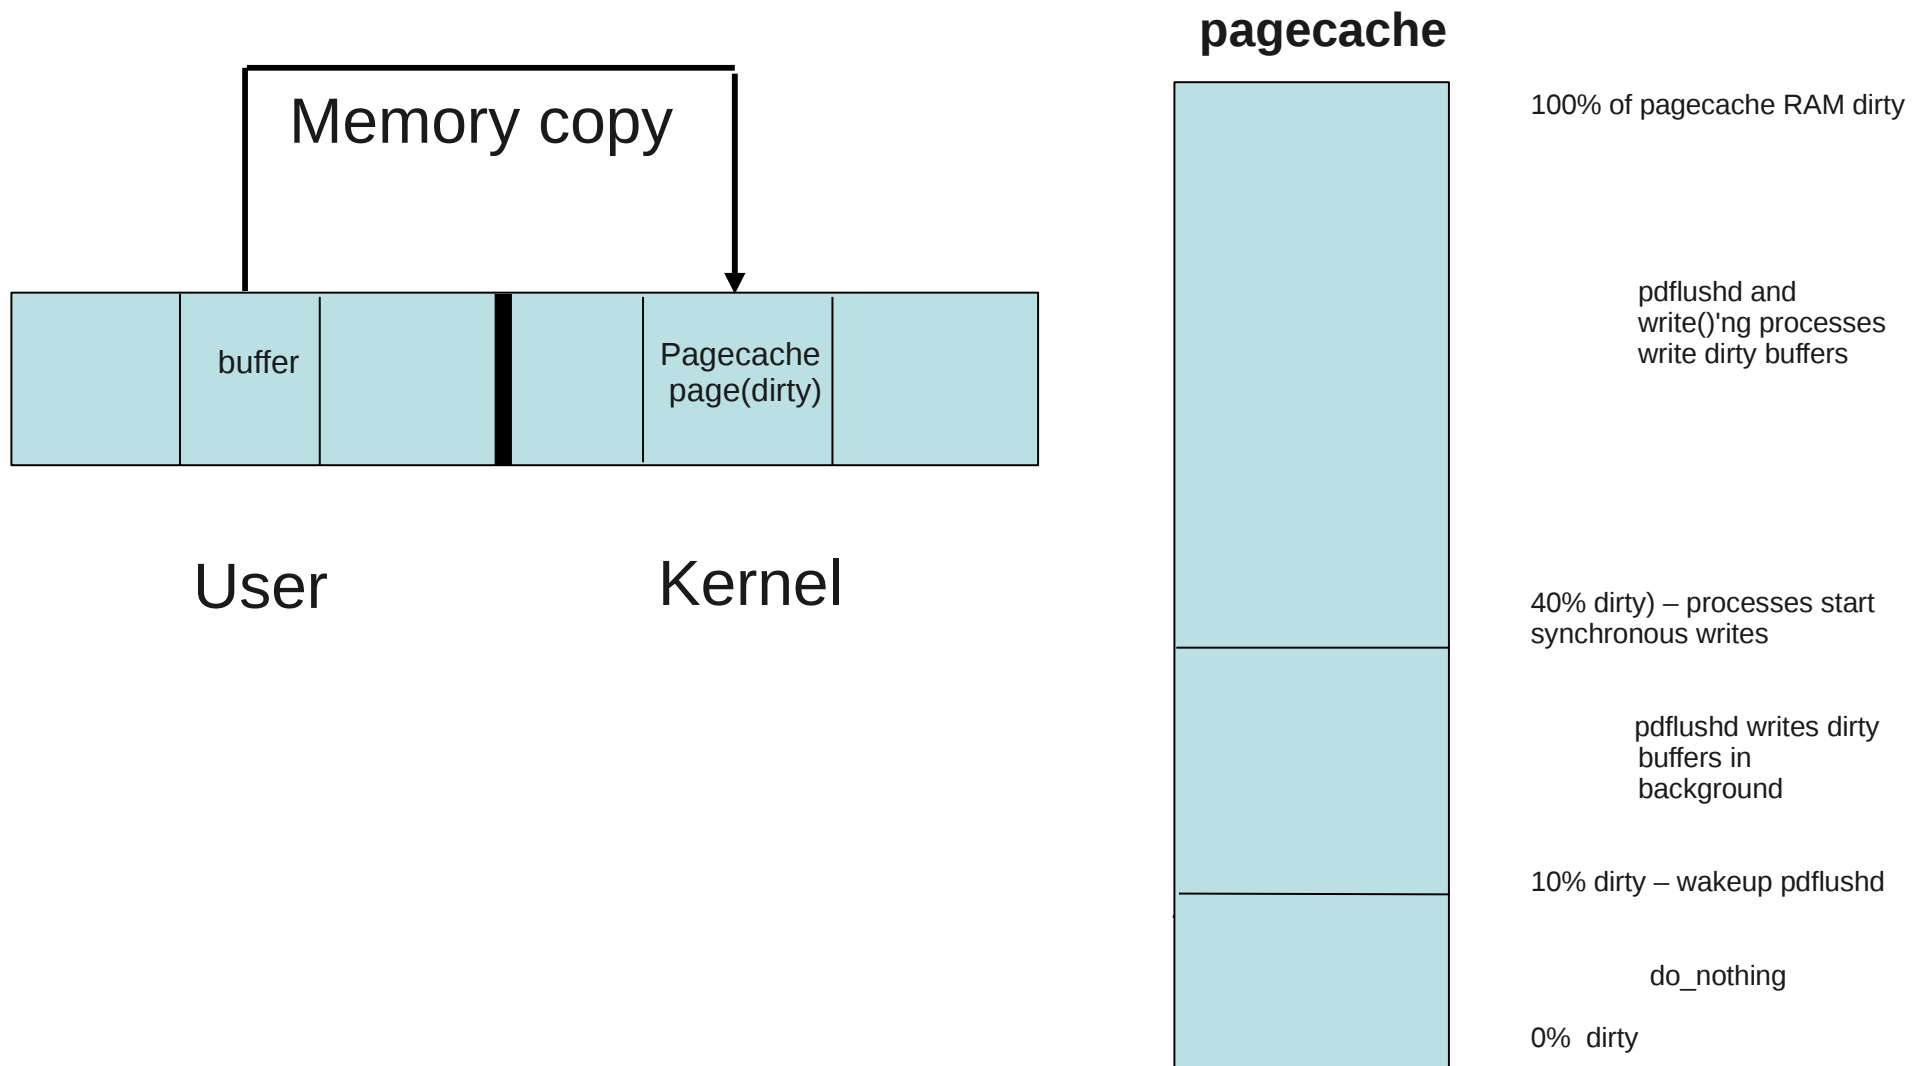 pagecache
Memory copy
100% of pagecache RAM dirty
buffer
Pagecache
page(dirty)
pdflushd and
write()'ng processes
write dirty buffers
User
Kernel
40% dirty) – processes start
synchronous writes
pdflushd writes dirty
buffers in
background
10% dirty – wakeup pdflushd
do_nothing
0% dirty